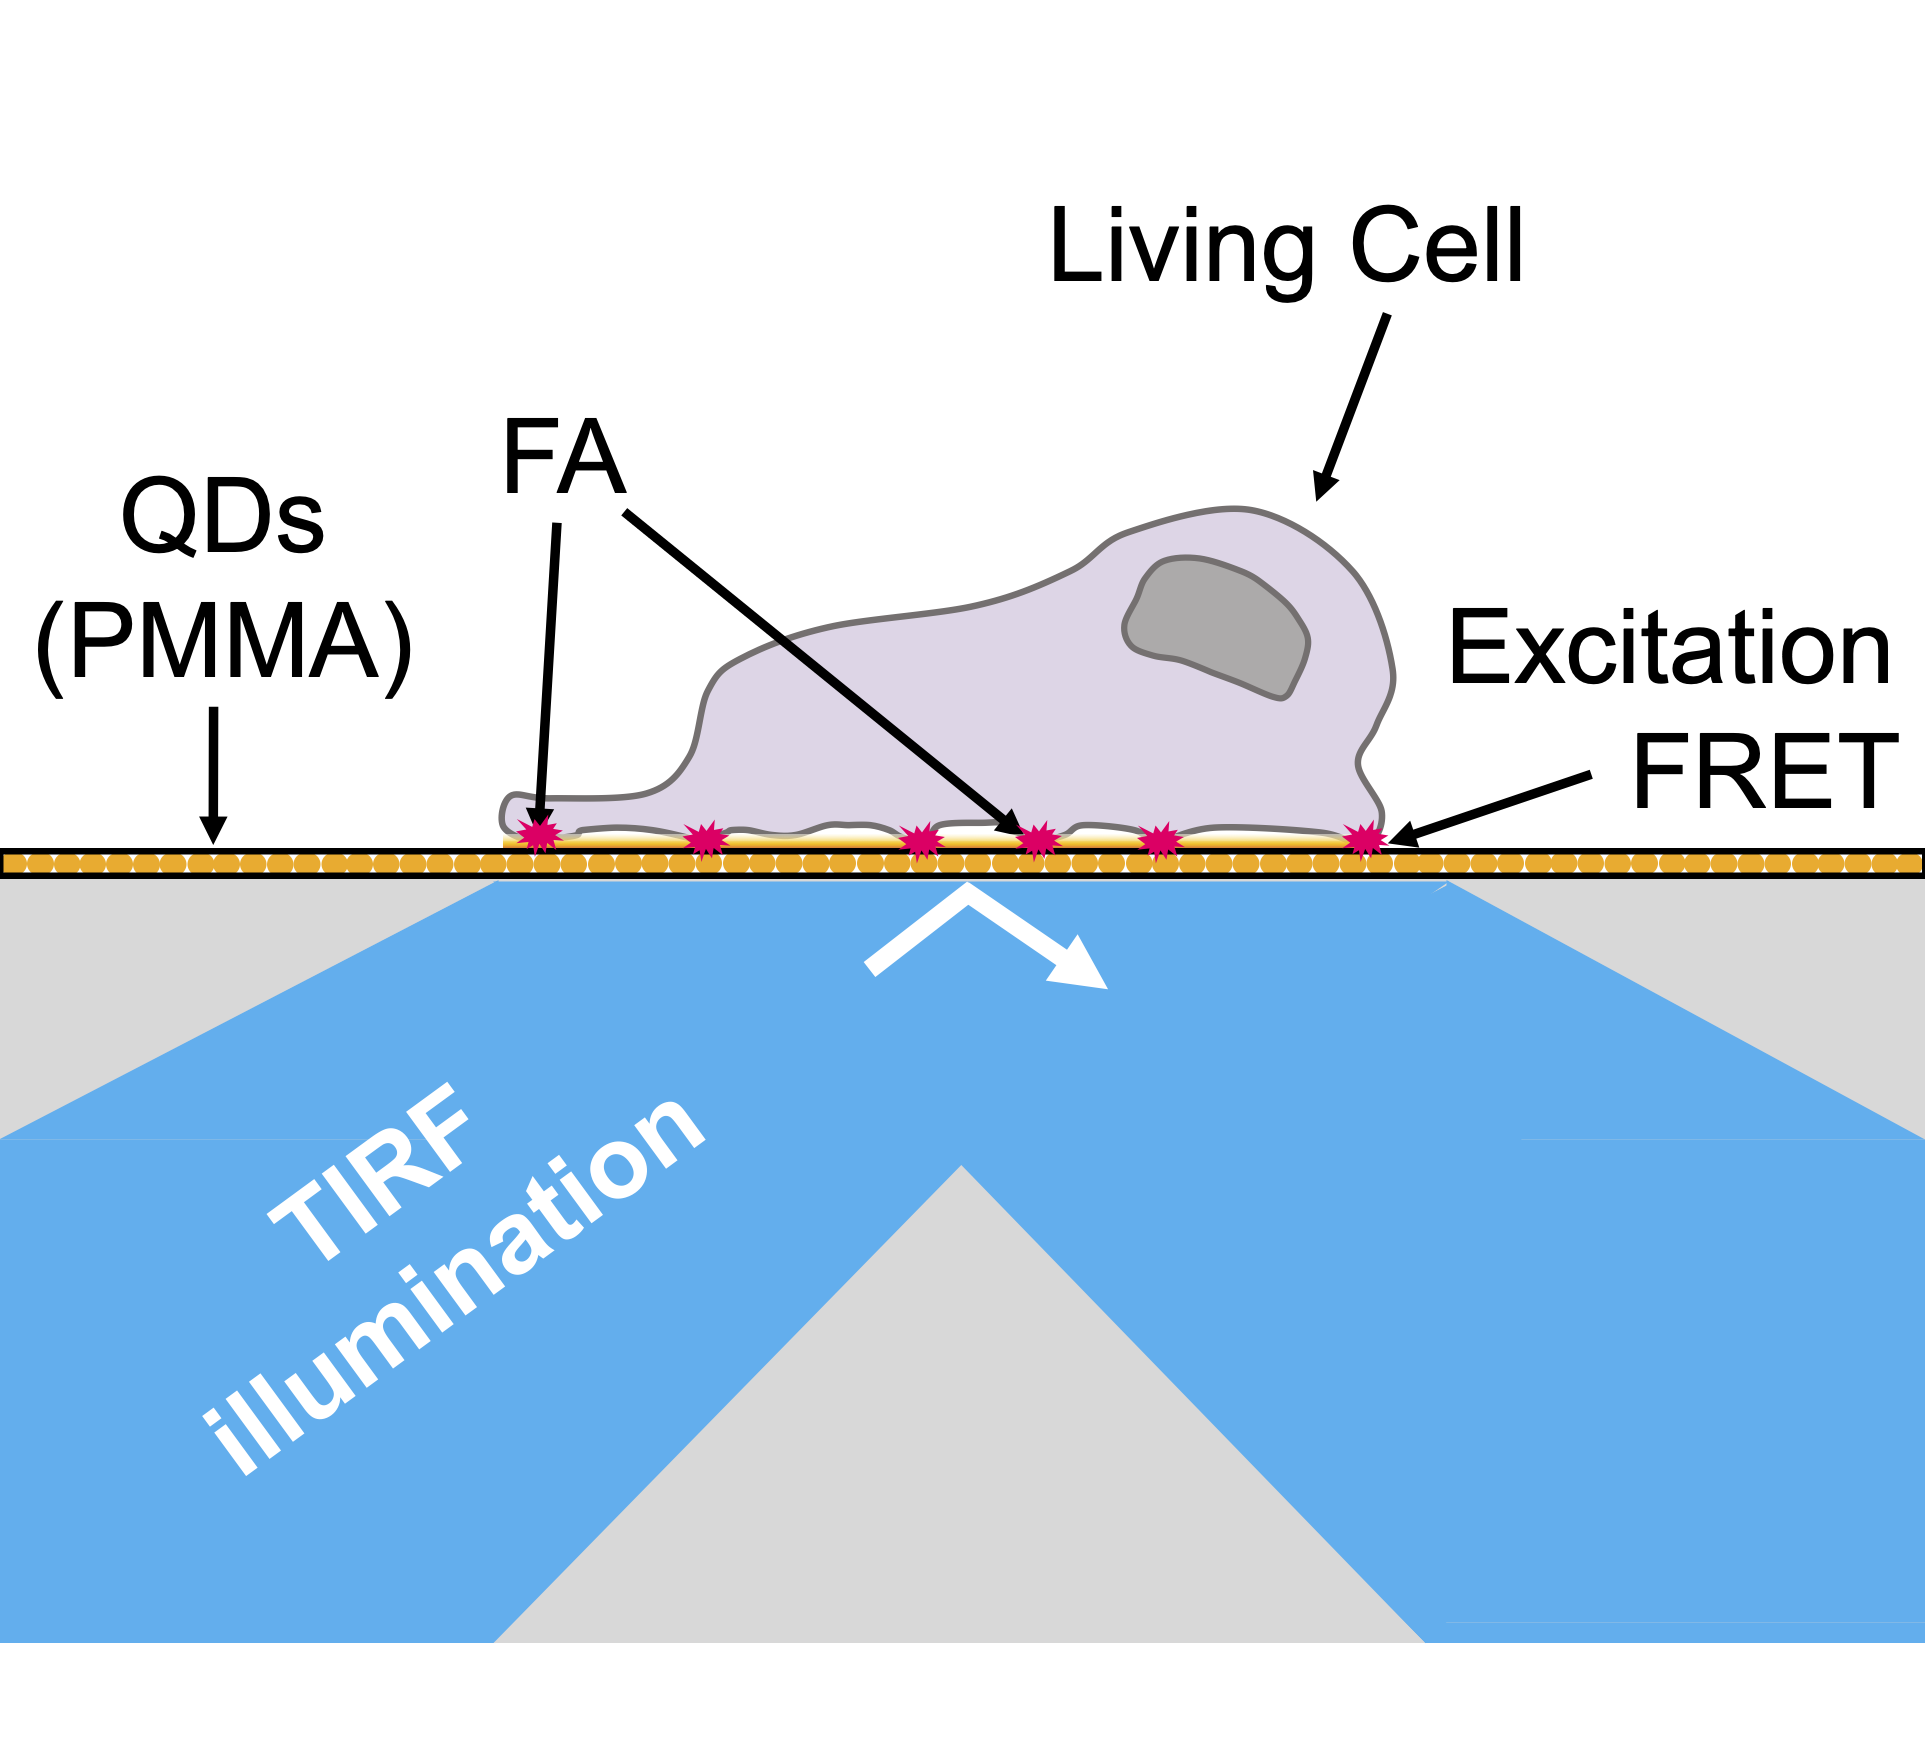 Living Cell
FA
QDs
(PMMA)
Excitation
FRET
TIRF
illumination